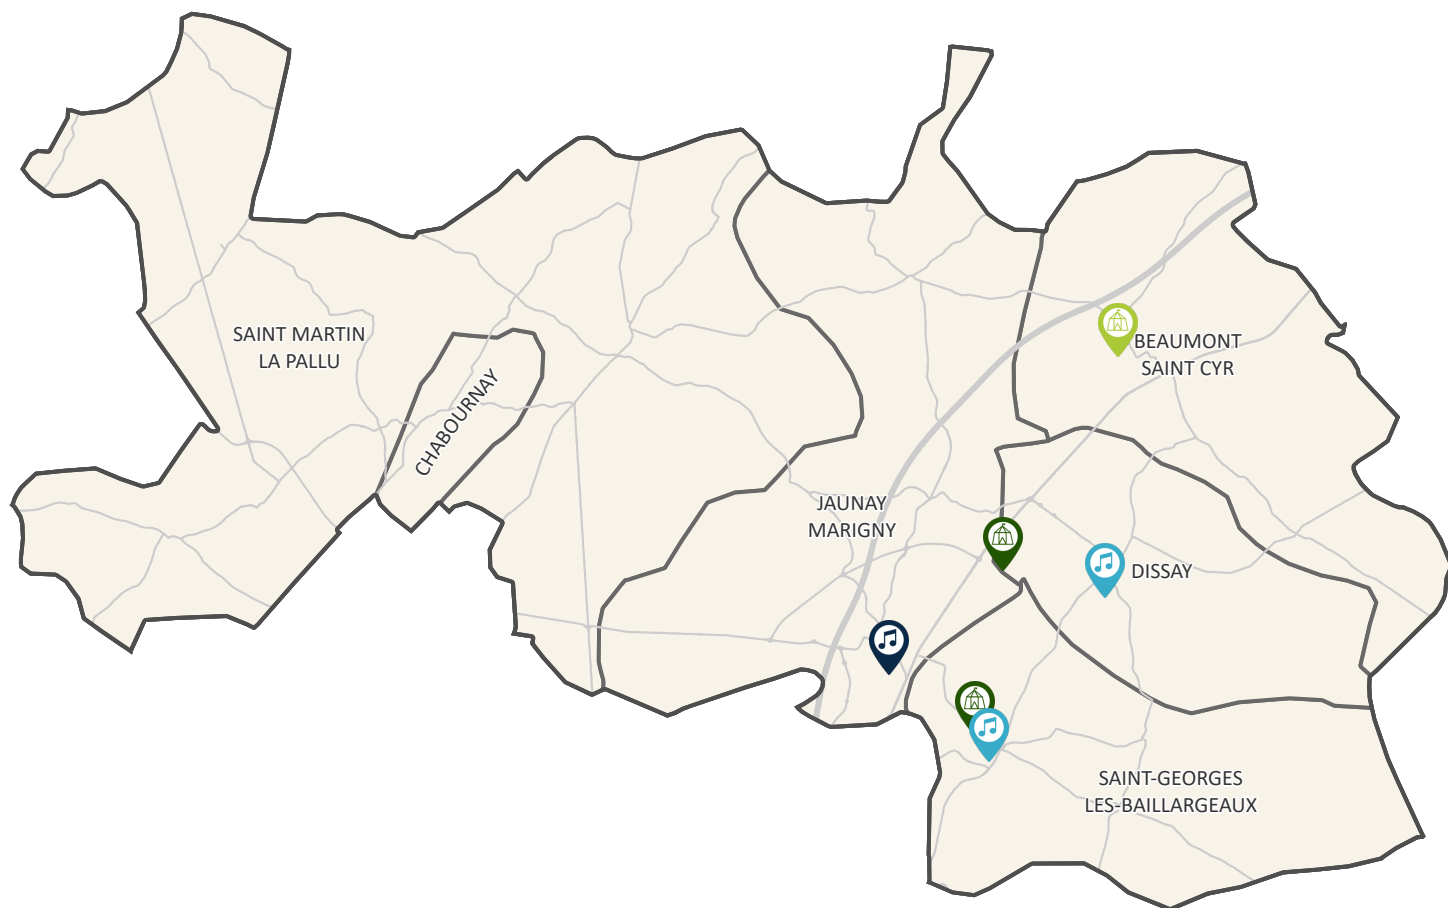 SAINT MARTIN
LA PALLU
CHABOURNAY
BEAUMONT
SAINT CYR
JAUNAY
MARIGNY
DISSAY
SAINT-GEORGES
LES-BAILLARGEAUX